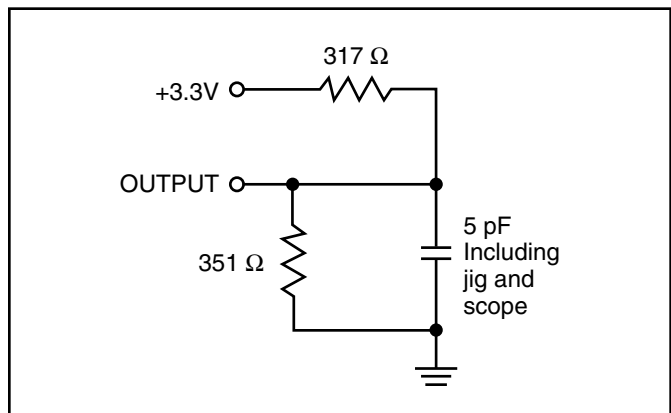 317 Ω
+3.3V
OUTPUT
351 Ω
5 pF
Including
jig and
scope